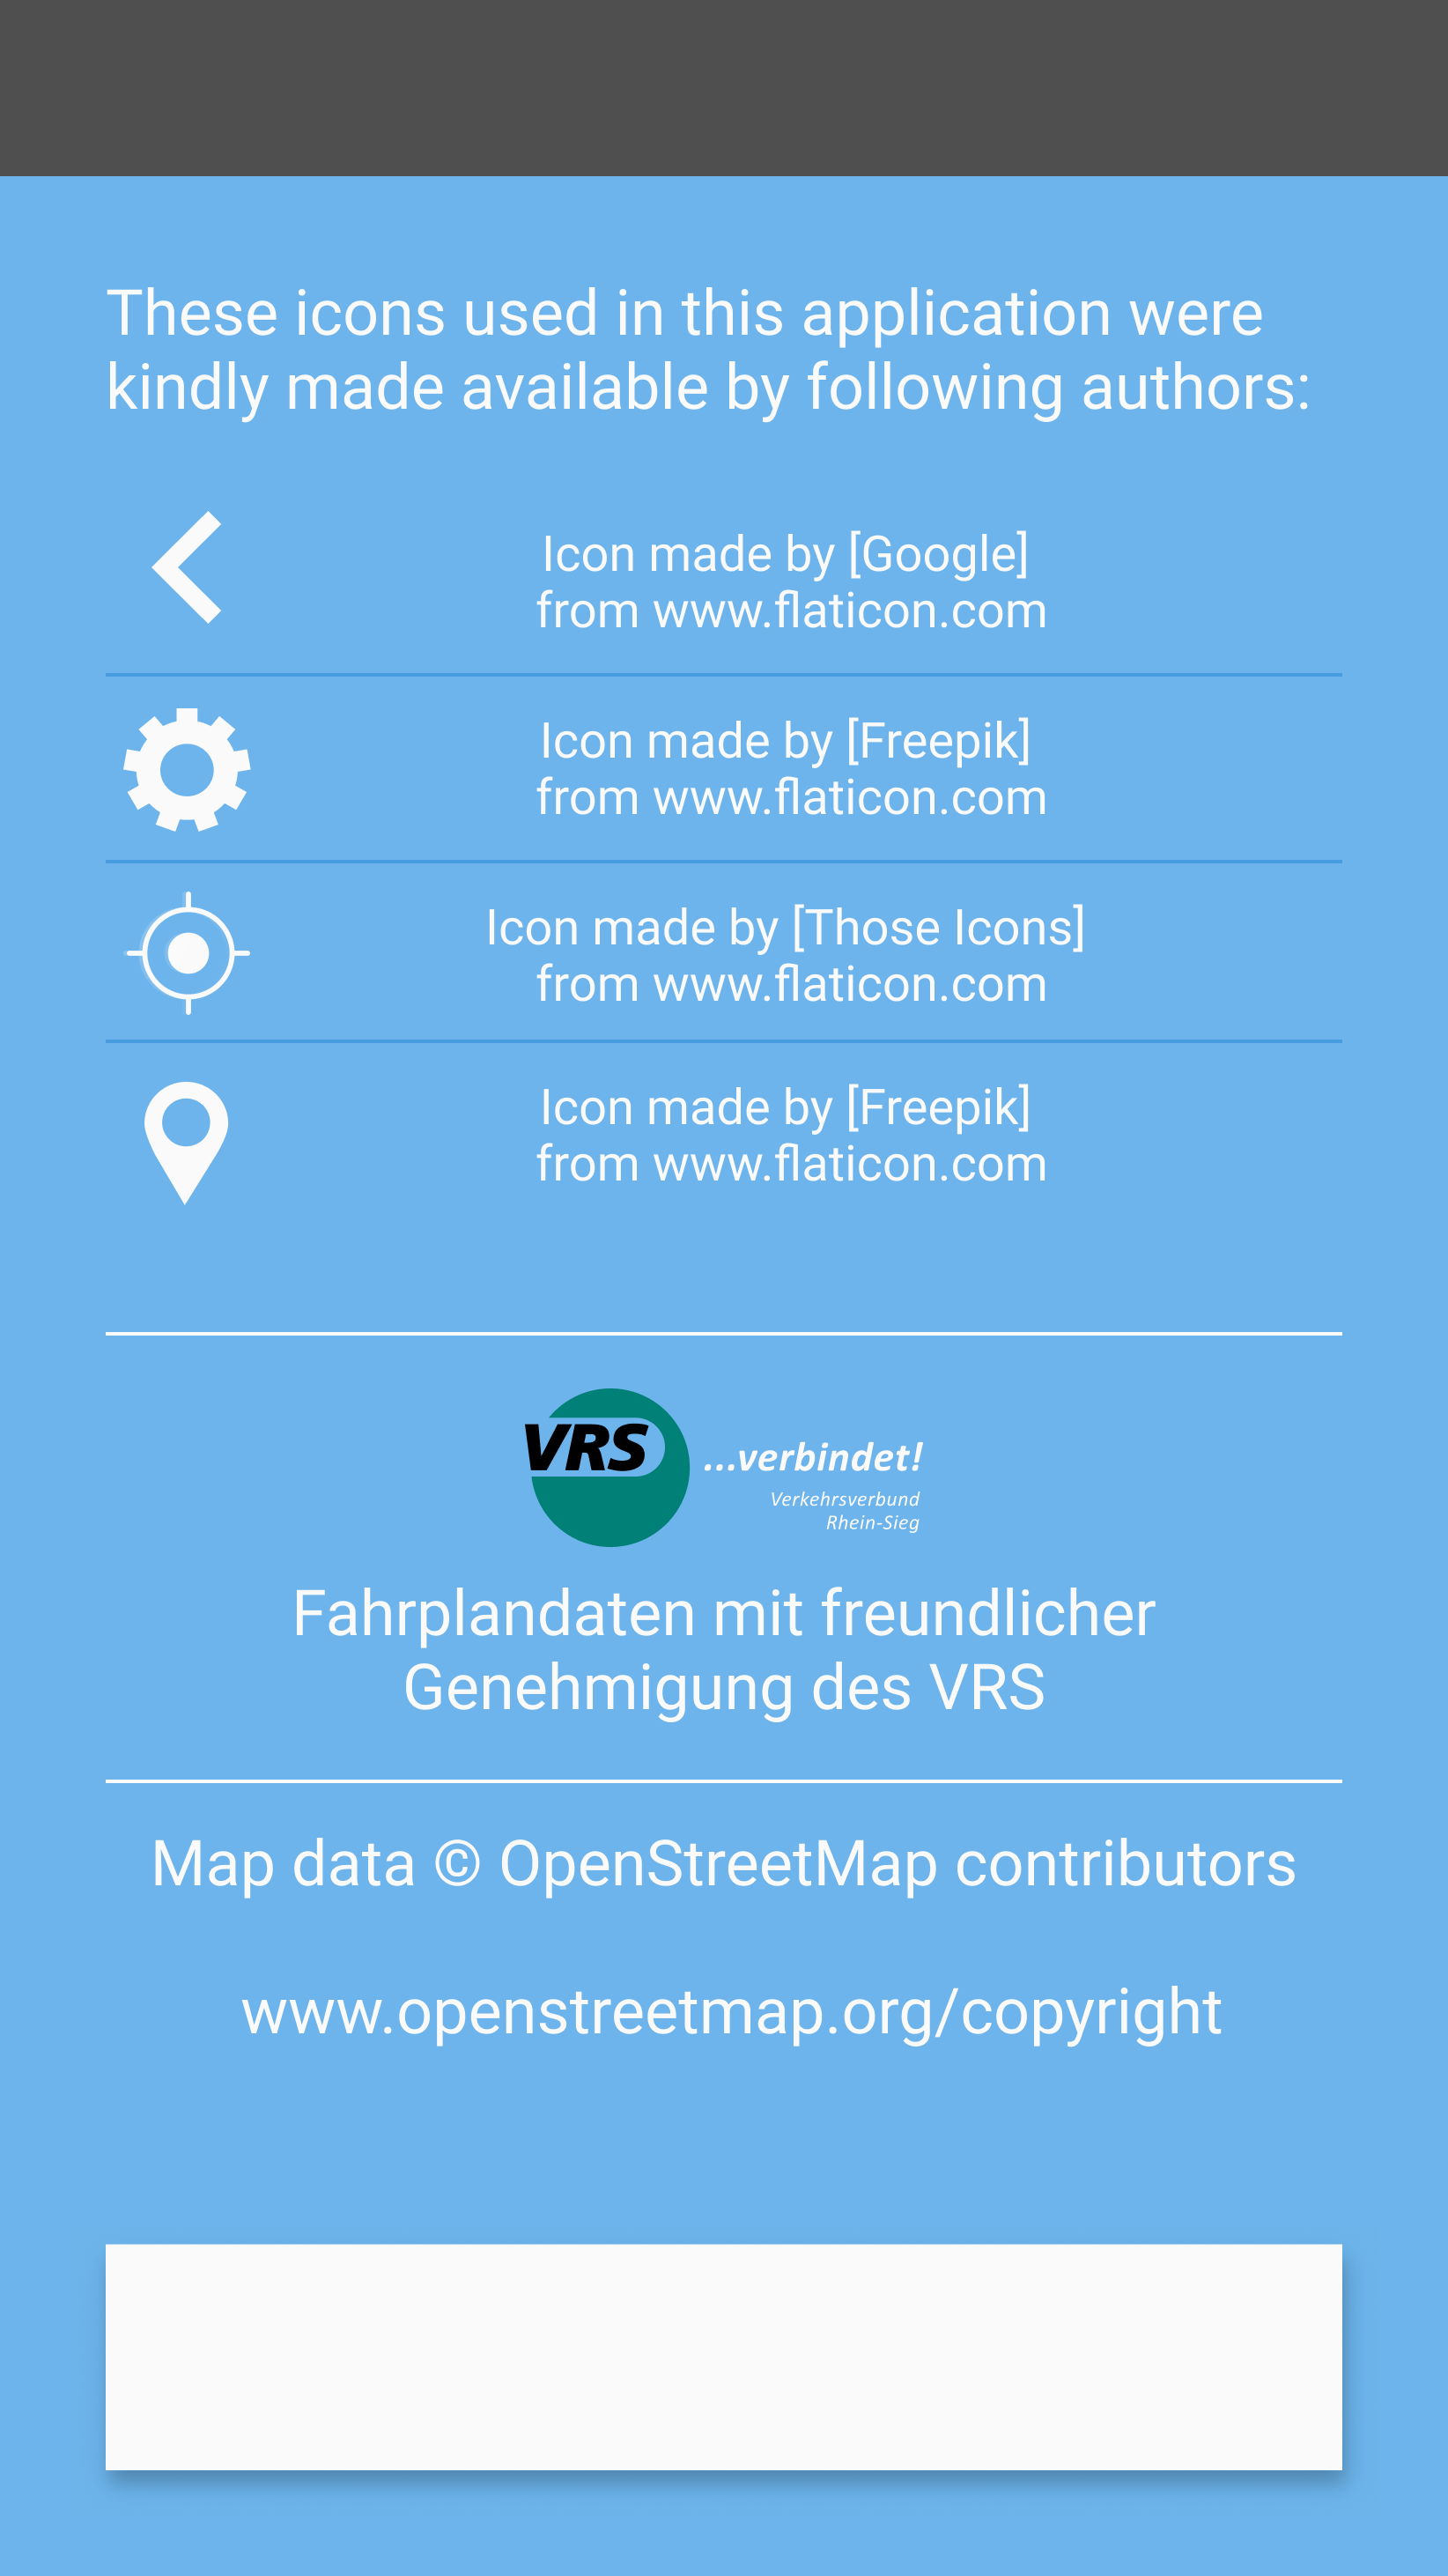 These icons used in this application were
kindly made available by following authors:
Icon made by [Google]
from www.flaticon.com
Icon made by [Freepik]
from www.flaticon.com
Icon made by [Those Icons]
from www.flaticon.com
Icon made by [Freepik]
from www.flaticon.com
VRS
...verbindet!
Verkehrsverbund
Rhein-Sieg
Fahrplandaten mit freundlicher
Genehmigung des VRS
Map data © OpenStreetMap contributors
www.openstreetmap.org/copyright